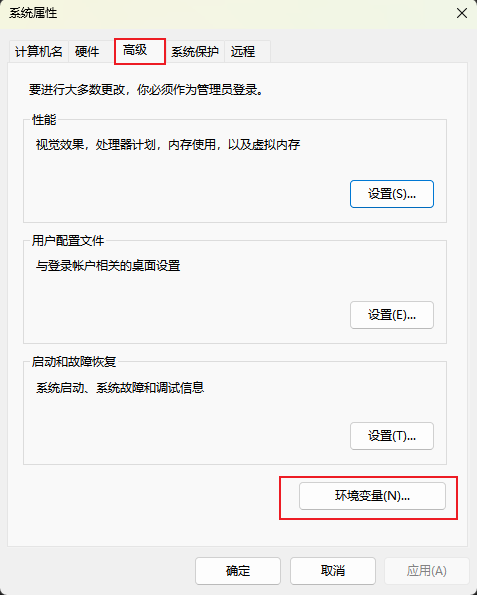 系统属性
计算机名 硬件 高级 系统保护 远程
要进行大多数更改，你必须作为管理员登录。
性能
视觉效果，处理器计划，内存使用，以及虚拟内存
设置(S)...
用户配置文件
与登录帐户相关的桌面设置
设置(E)...
启动和故障恢复
系统启动、系统故障和调试信息
设置(T)...
环境变量(N)...
确定 取消 应用(A)